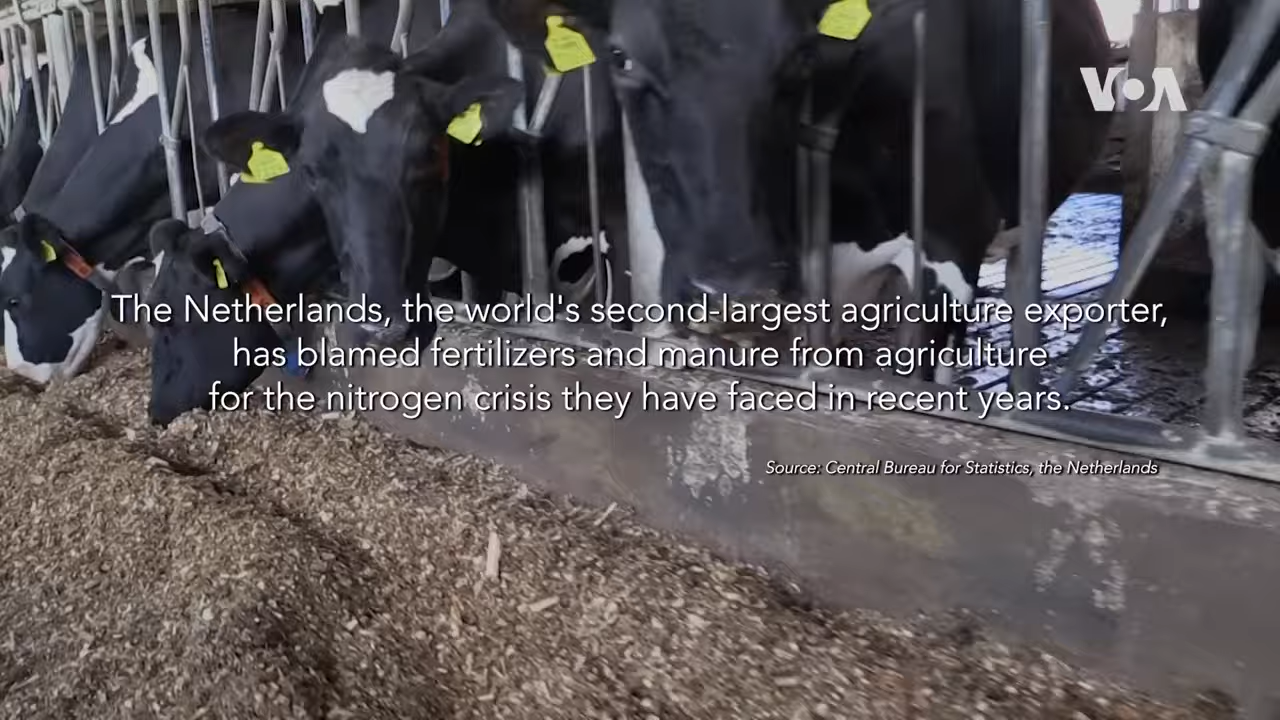 VOA
The Netherlands, the world's second-largest agriculture exporter,
has blamed fertilizers and manure from agriculture
for the nitrogen crisis they have faced in recent years.
Source: Central Bureau for Statistics, the Netherlands